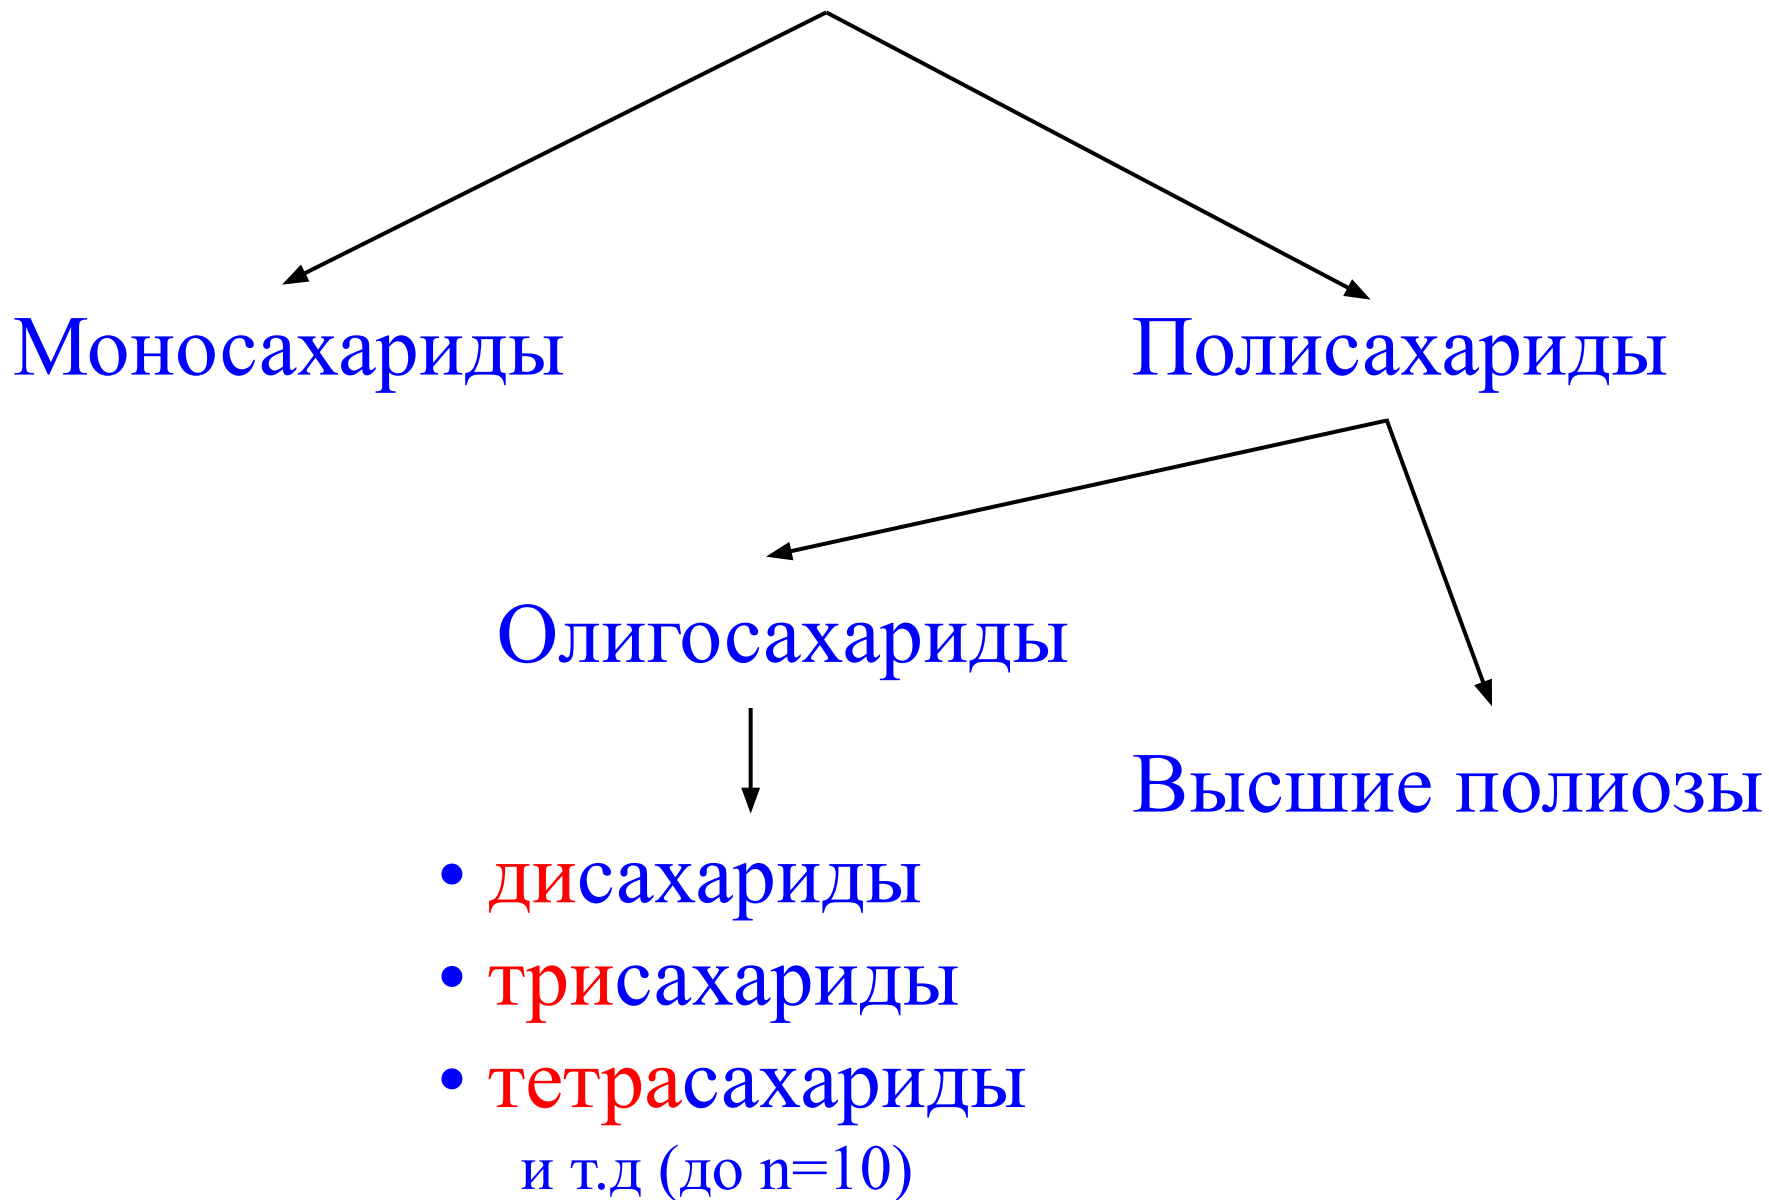 Моносахариды
Полисахариды
Олигосахариды
Высшие полиозы
• дисахариды
• трисахариды
• тетрасахариды
и т.д (до n=10)